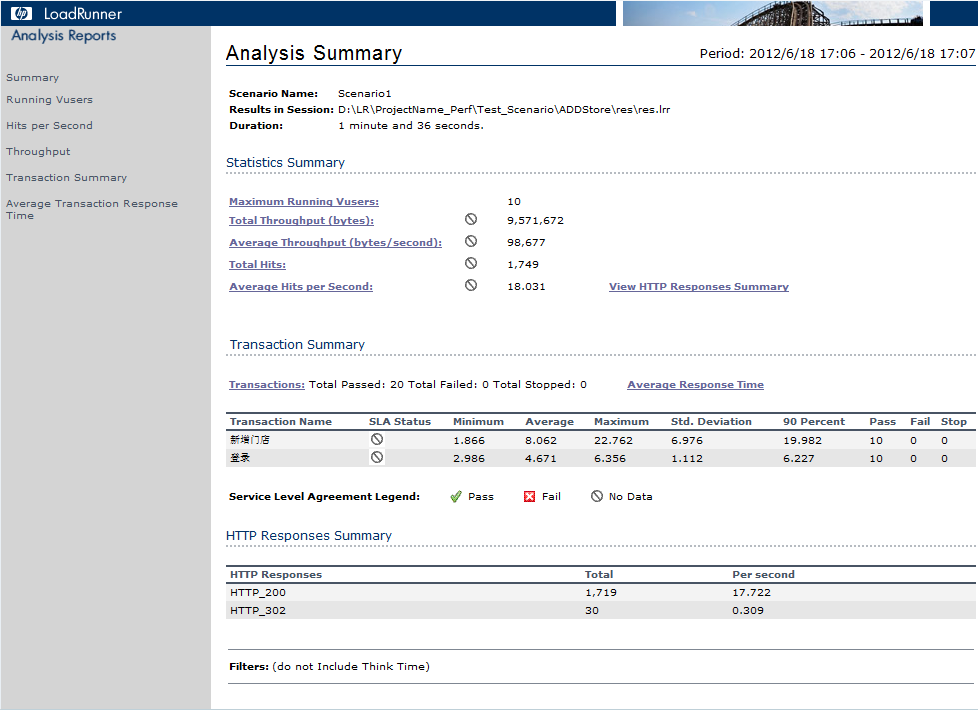 hp LoadRunner
Analysis Reports
Summary
Running Vusers
Hits per Second
Throughput
Transaction Summary
Average Transaction Response
Time
Analysis Summary Period: 2012/6/18 17:06 - 2012/6/18 17:07
Scenario Name: Scenario1
Results in Session: D:\LR\ProjectName_Perf\Test_Scenario\ADDStore\res\res.lrr
Duration: 1 minute and 36 seconds.
Statistics Summary
Maximum Running Vusers: 10
Total Throughput (bytes): 9,571,672
Average Throughput (bytes/second): 98,677
Total Hits: 1,749
Average Hits per Second: 18.031 View HTTP Responses Summary
Transaction Summary
Transactions: Total Passed: 20 Total Failed: 0 Total Stopped: 0 Average Response Time
Transaction Name SLA Status Minimum Average Maximum Std. Deviation 90 Percent Pass Fail Stop
新增门店 1.866 8.062 22.762 6.976 19.982 10 0 0
登录 2.986 4.671 6.356 1.112 6.227 10 0 0
Service Level Agreement Legend: Pass Fail No Data
HTTP Responses Summary
HTTP Responses Total Per second
HTTP_200 1,719 17.722
HTTP_302 30 0.309
Filters: (do not Include Think Time)